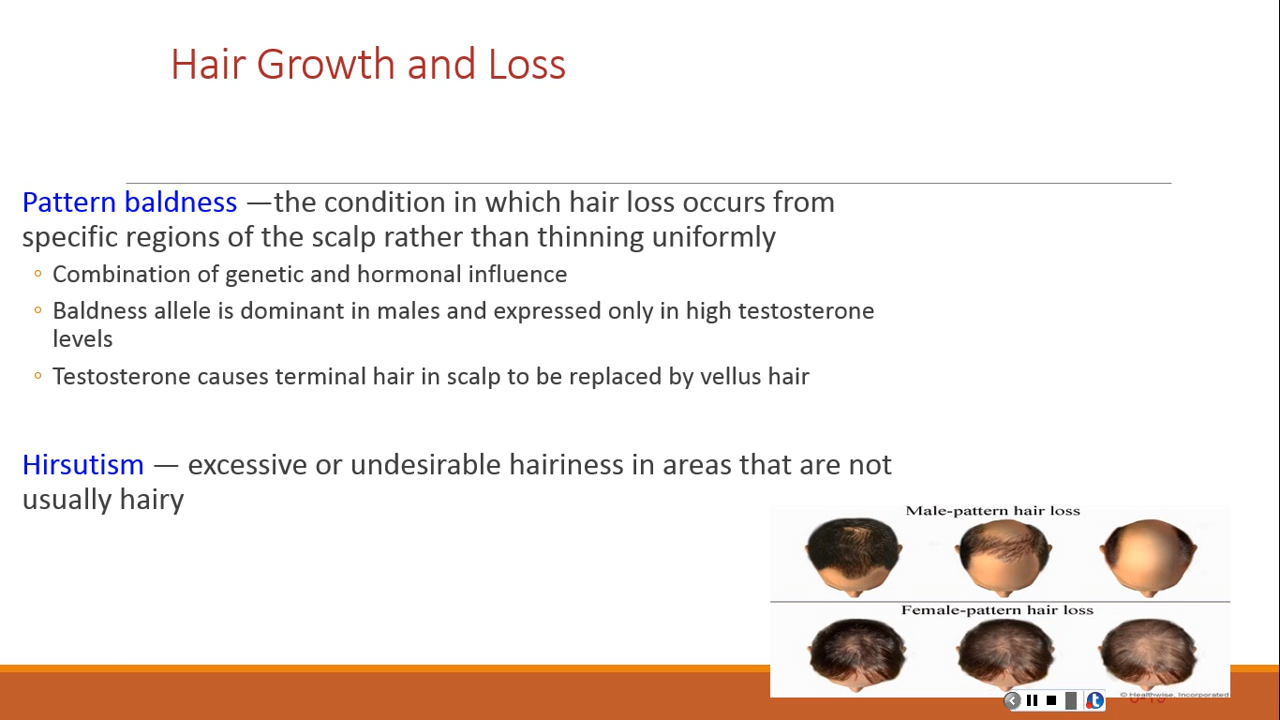 Hair Growth and Loss
Pattern baldness —the condition in which hair loss occurs from
specific regions of the scalp rather than thinning uniformly
◦ Combination of genetic and hormonal influence
◦ Baldness allele is dominant in males and expressed only in high testosterone
levels
◦ Testosterone causes terminal hair in scalp to be replaced by vellus hair
Hirsutism — excessive or undesirable hairiness in areas that are not
usually hairy
Male-pattern hair loss
Female-pattern hair loss
© Healthwise, Incorporated